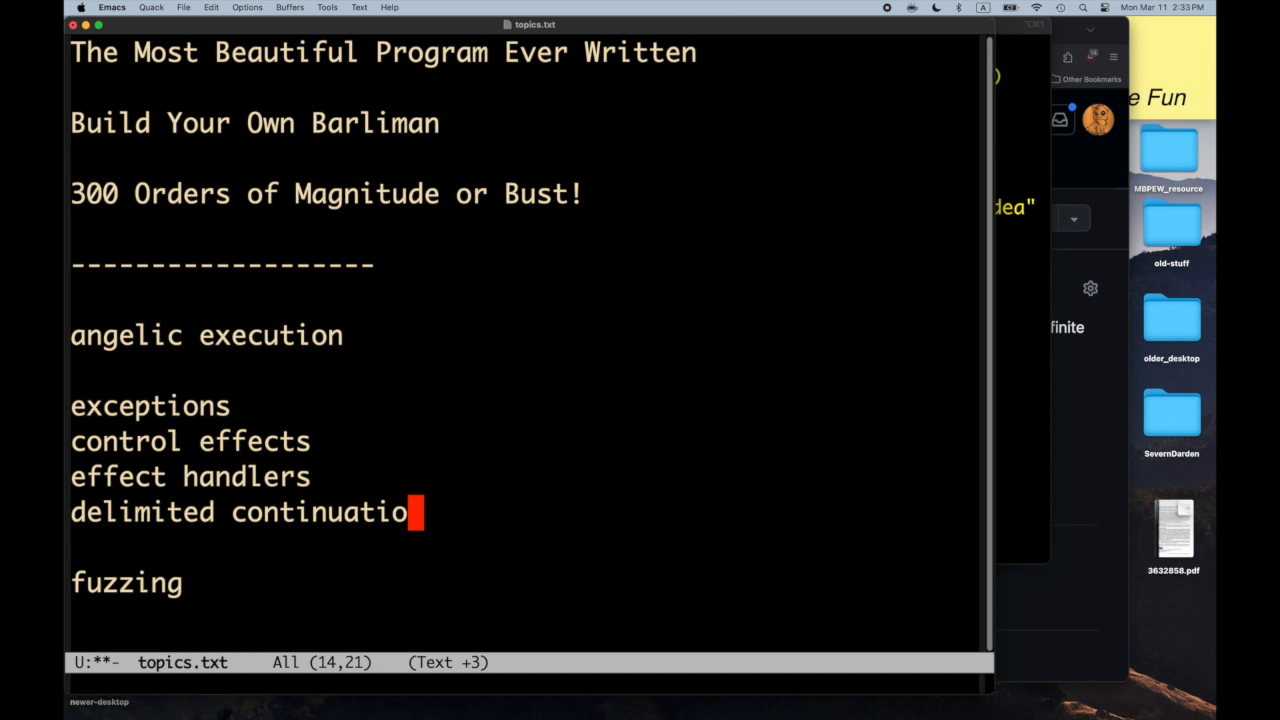 Emacs Quack File Edit Options Buffers Tools Text Help A Mon Mar 11 2:33 PM
topics.txt
⌥⌘1
The Most Beautiful Program Ever Written
Build Your Own Barliman
300 Orders of Magnitude or Bust!
-------------------
angelic execution
exceptions
control effects
effect handlers
delimited continuatio
fuzzing
U:**- topics.txt All (14,21) (Text +3)
newer-desktop
)
Other Bookmarks
dea"
finite
e Fun
MBPEW_resource
old-stuff
older_desktop
SevernDarden
3632858.pdf